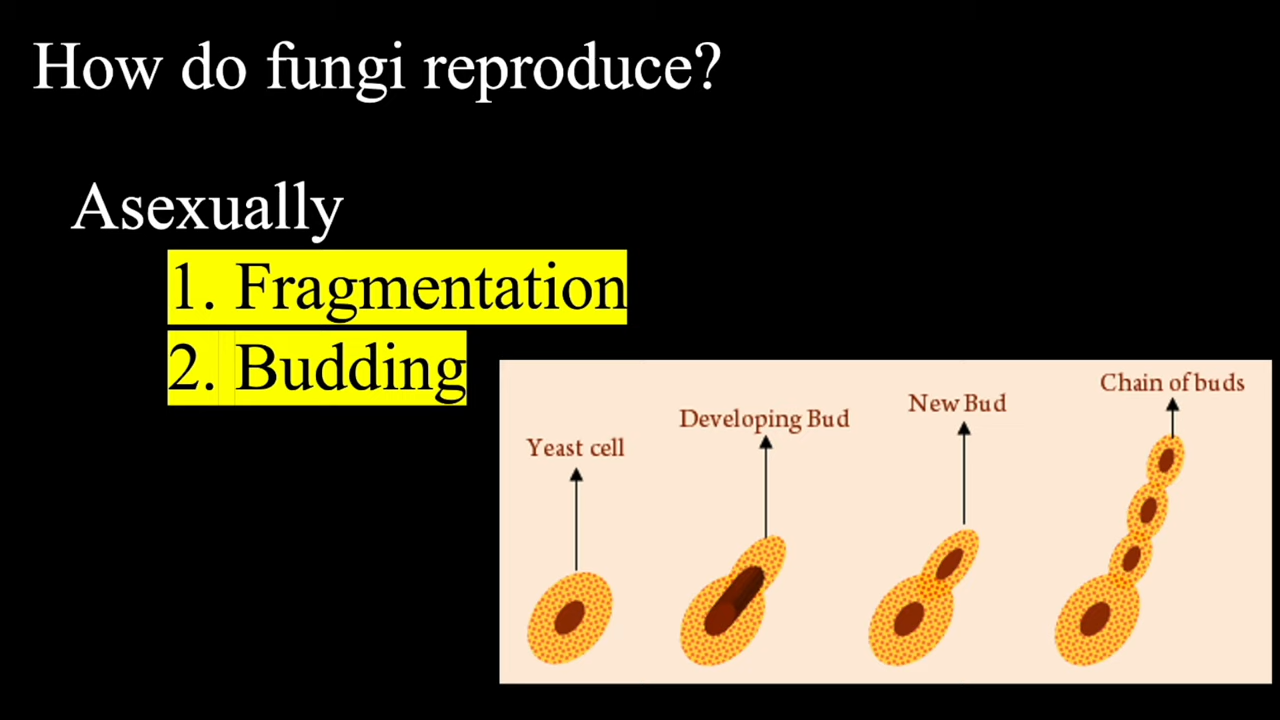 How do fungi reproduce?
Asexually
1. Fragmentation
2. Budding
Yeast cell
Developing Bud
New Bud
Chain of buds